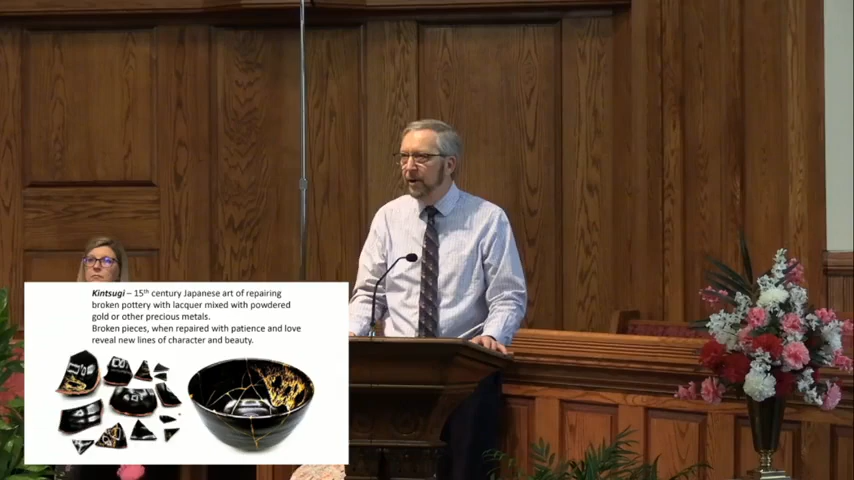 Kintsugi – 15th century Japanese art of repairing
broken pottery with lacquer mixed with powdered
gold or other precious metals.
Broken pieces, when repaired with patience and love
reveal new lines of character and beauty.